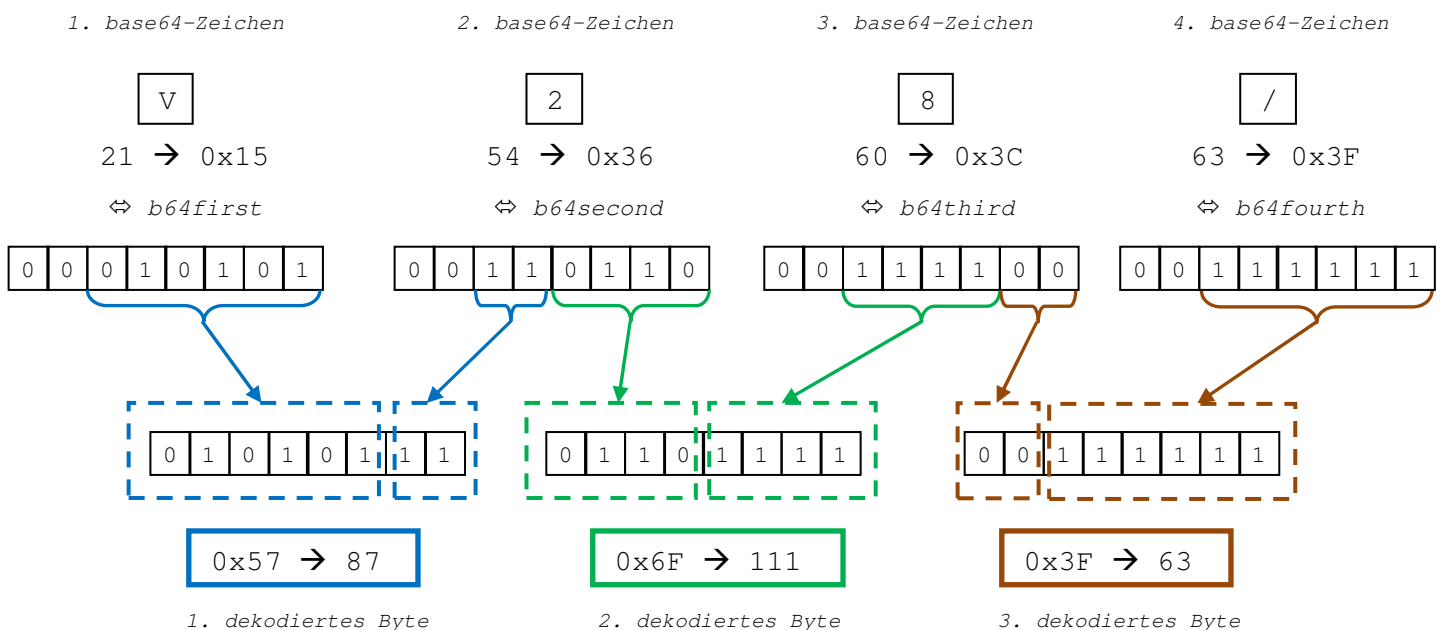 1. base64-Zeichen 2. base64-Zeichen 3. base64-Zeichen 4. base64-Zeichen
V 2 8 /
21 → 0x15 54 → 0x36 60 → 0x3C 63 → 0x3F
⇔ b64first ⇔ b64second ⇔ b64third ⇔ b64fourth
0 0 0 1 0 1 0 1 0 0 1 1 0 1 1 0 0 0 1 1 1 1 0 0 0 0 1 1 1 1 1 1
0 1 0 1 0 1 1 1 0 1 1 0 1 1 1 1 0 0 1 1 1 1 1 1
0x57 → 87 0x6F → 111 0x3F → 63
1. dekodiertes Byte 2. dekodiertes Byte 3. dekodiertes Byte